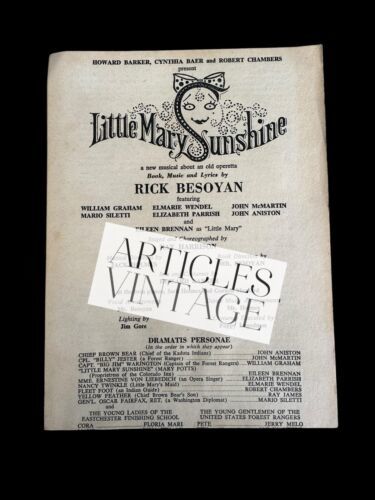 HOWARD BARKER, CYNTHIA BAER and ROBERT CHAMBERS
present
Little Mary Sunshine
a new musical about an old operetta
Book, Music and Lyrics by
RICK BESOYAN
featuring
WILLIAM GRAHAM ELMARIE WENDEL JOHN McMARTIN
MARIO SILETTI ELIZABETH PARRISH JOHN ANISTON
EILEEN BRENNAN as "Little Mary"
Choreographed by
HARRISON
ARTICLES
VINTAGE
Lighting by
Jim Gore
DRAMATIS PERSONAE
(In the order in which they appear)
CHIEF BROWN BEAR (Chief of the Kadota Indians) JOHN ANISTON
CPL. "BILLY" JESTER (a Forest Ranger) JOHN McMARTIN
CAPT. "BIG JIM" WARINGTON (Captain of the Forest Rangers) WILLIAM GRAHAM
"LITTLE MARY SUNSHINE" (MARY POTTS) EILEEN BRENNAN
(Proprietress of the Colorado Inn)
MME. ERNESTINE VON LIEBEDICH (an Opera Singer) ELIZABETH PARRISH
NANCY TWINKLE (Little Mary's Maid) ELMARIE WENDEL
FLEET FOOT (an Indian Guide) ROBERT CHAMBERS
YELLOW FEATHER (Chief Brown Bear's Son) RAY JAMES
GEN'L. OSCAR FAIRFAX, RET. (a Washington Diplomat) MARIO SILETTI
and and
THE YOUNG LADIES OF THE THE YOUNG GENTLEMEN OF THE
EASTCHESTER FINISHING SCHOOL UNITED STATES FOREST RANGERS
CORA FLORIA MARI PETE JERRY MELO